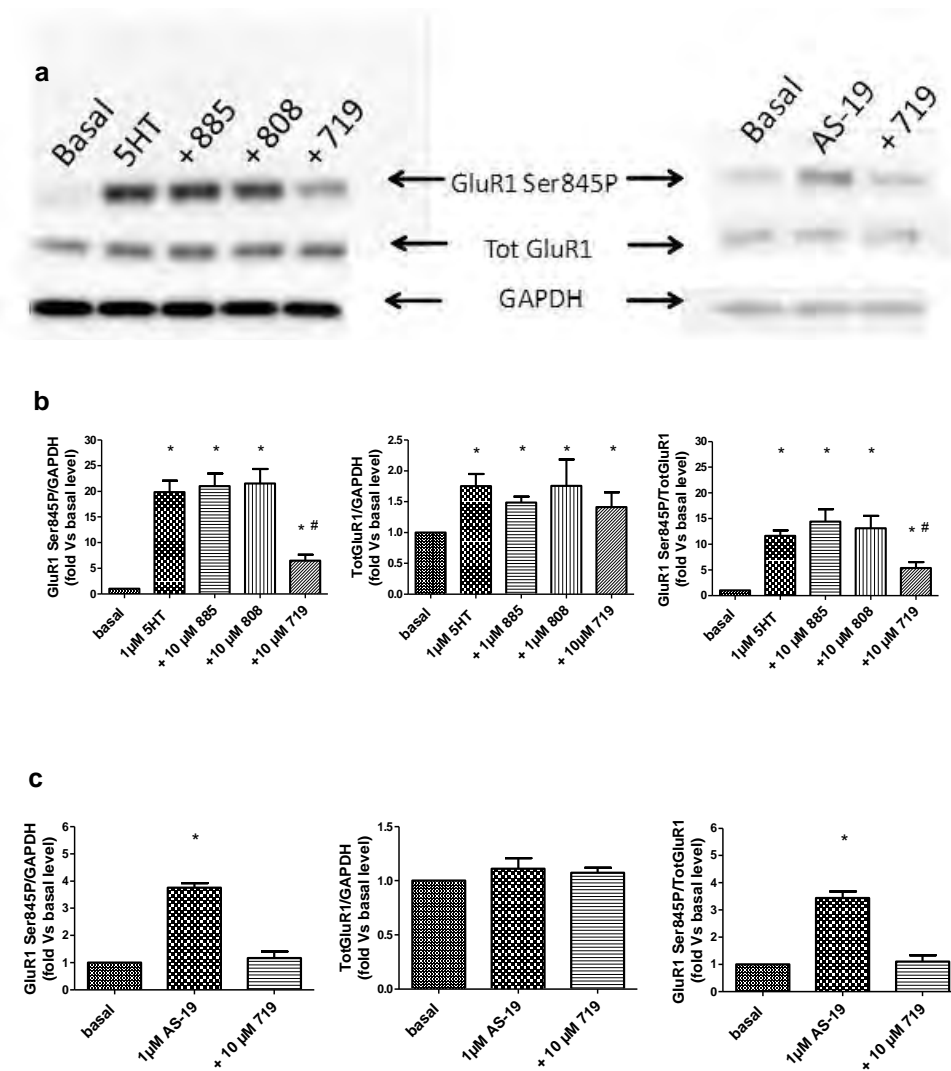 a
Basal 5HT +885 +808 +719
Basal AS-19 +719
GluR1 Ser845P
Tot GluR1
GAPDH
b
GluR1 Ser845P/GAPDH
(fold Vs basal level)
30
25
20
15
10
5
0
* * * * #
basal
1µM 5HT
+ 10 µM 885
+10 µM 808
+10 µM 719
TotGluR1/GAPDH
(fold Vs basal level)
2.5
2.0
1.5
1.0
0.5
0.0
* * * *
basal
1µM 5HT
+ 1µM 885
+ 1µM 808
+ 10µM 719
GluR1 Ser845P/TotGluR1
(fold Vs basal level)
30
25
20
15
10
5
0
* * * * #
basal
1µM 5HT
+ 10 µM 885
+10 µM 808
+10 µM 719
c
GluR1 Ser845P/GAPDH
(fold Vs basal level)
6
5
4
3
2
1
0
*
basal
1µM AS-19
+ 10 µM 719
TotGluR1/GAPDH
(fold Vs basal level)
1.5
1.0
0.5
0.0
basal
1µM AS-19
+ 10 µM 719
GluR1 Ser845P/TotGluR1
(fold Vs basal level)
6
5
4
3
2
1
0
*
basal
1µM AS-19
+ 10 µM 719